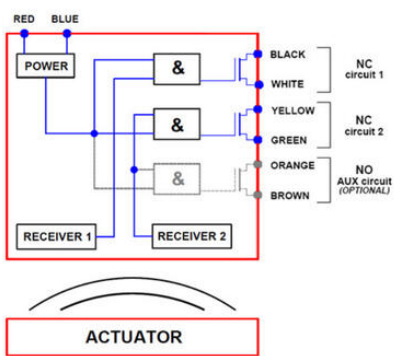 RED BLUE
POWER
&
BLACK
WHITE
NC
circuit 1
&
YELLOW
GREEN
NC
circuit 2
&
ORANGE
BROWN
NO
AUX circuit
(OPTIONAL)
RECEIVER 1
RECEIVER 2
ACTUATOR